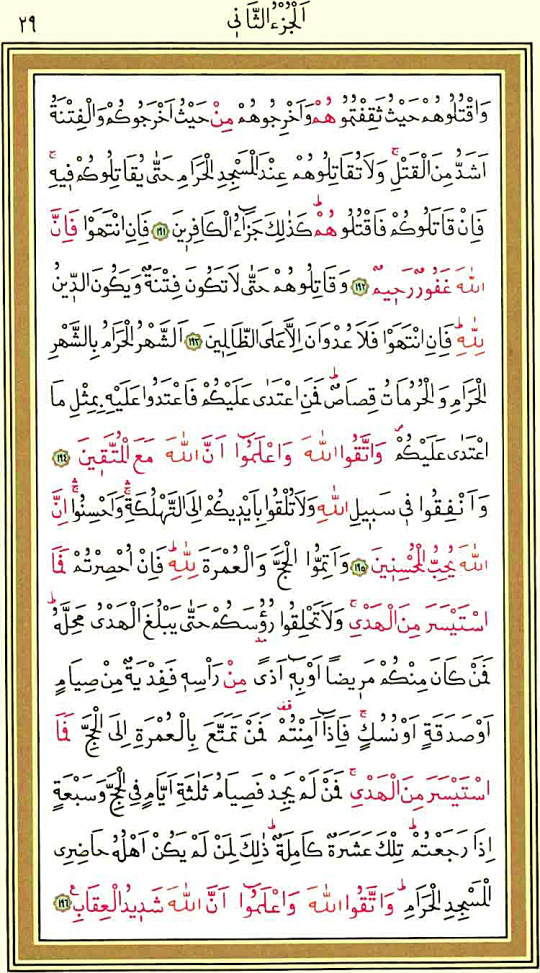 اَلْجُزْءُ الثَّانٖي
٢٩
وَاقْتُلُوهُمْ حَيْثُ ثَقِفْتُمُوهُمْ وَاَخْرِجُوهُمْ مِنْ حَيْثُ اَخْرَجُوكُمْ وَالْفِتْنَةُ
اَشَدُّ مِنَ الْقَتْلِۚ وَلَا تُقَاتِلُوهُمْ عِنْدَ الْمَسْجِدِ الْحَرَامِ حَتّٰى يُقَاتِلُوكُمْ فٖيهِۚ
فَاِنْ قَاتَلُوكُمْ فَاقْتُلُوهُمْؕ كَذٰلِكَ جَزَٓاءُ الْكَافِرٖينَ ﴿١٩١﴾ فَاِنِ انْتَهَوْا فَاِنَّ
اللّٰهَ غَفُورٌ رَحٖيمٌ ﴿١٩٢﴾ وَقَاتِلُوهُمْ حَتّٰى لَا تَكُونَ فِتْنَةٌ وَيَكُونَ الدّٖينُ
لِلّٰهِؕ فَاِنِ انْتَهَوْا فَلَا عُدْوَانَ اِلَّا عَلَى الظَّالِمٖينَ ﴿١٩٣﴾ اَلشَّهْرُ الْحَرَامُ بِالشَّهْرِ
الْحَرَامِ وَالْحُرُمَاتُ قِصَاصٌؕ فَمَنِ اعْتَدٰى عَلَيْكُمْ فَاعْتَدُوا عَلَيْهِ بِمِثْلِ مَا
اعْتَدٰى عَلَيْكُمْࣕ وَاتَّقُوا اللّٰهَ وَاعْلَمُٓوا اَنَّ اللّٰهَ مَعَ الْمُتَّقٖينَ ﴿١٩٤﴾
وَاَنْفِقُوا فٖي سَبٖيلِ اللّٰهِ وَلَا تُلْقُوا بِاَيْدٖيكُمْ اِلَى التَّهْلُكَةِۚۛ وَاَحْسِنُواۚۛ اِنَّ
اللّٰهَ يُحِبُّ الْمُحْسِنٖينَ ﴿١٩٥﴾ وَاَتِمُّوا الْحَجَّ وَالْعُمْرَةَ لِلّٰهِؕ فَاِنْ اُحْصِرْتُمْ فَمَا
اسْتَيْسَرَ مِنَ الْهَدْيِۚ وَلَا تَحْلِقُوا رُؤُ۫سَكُمْ حَتّٰى يَبْلُغَ الْهَدْيُ مَحِلَّهُؕ
فَمَنْ كَانَ مِنْكُمْ مَرٖيضًا اَوْ بِهٖٓ اَذًى مِنْ رَاْسِهٖ فَفِدْيَةٌ مِنْ صِيَامٍ
اَوْ صَدَقَةٍ اَوْ نُسُكٍۚ فَاِذَٓا اَمِنْتُمْ۠ فَمَنْ تَمَتَّعَ بِالْعُمْرَةِ اِلَى الْحَجِّ فَمَا
اسْتَيْسَرَ مِنَ الْهَدْيِۚ فَمَنْ لَمْ يَجِدْ فَصِيَامُ ثَلٰثَةِ اَيَّامٍ فِي الْحَجِّ وَسَبْعَةٍ
اِذَا رَجَعْتُمْؕ تِلْكَ عَشَرَةٌ كَامِلَةٌؕ ذٰلِكَ لِمَنْ لَمْ يَكُنْ اَهْلُهُ حَاضِرِي
الْمَسْجِدِ الْحَرَامِؕ وَاتَّقُوا اللّٰهَ وَاعْلَمُٓوا اَنَّ اللّٰهَ شَدٖيدُ الْعِقَابِ ﴿١٩٦﴾